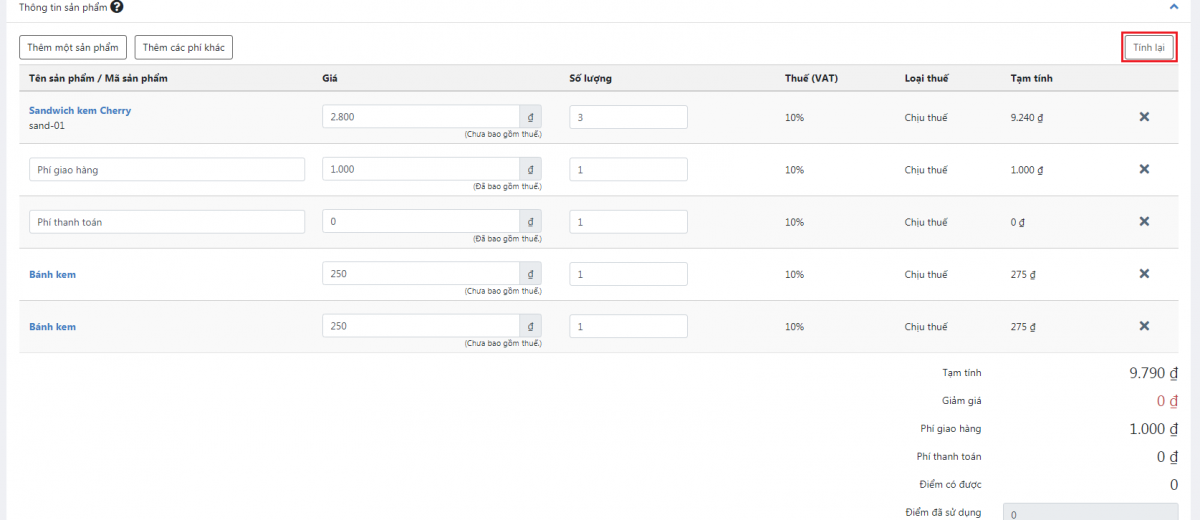 Thông tin sản phẩm ?
Thêm một sản phẩm Thêm các phí khác Tính lại
Tên sản phẩm / Mã sản phẩm Giá Số lượng Thuế (VAT) Loại thuế Tạm tính
Sandwich kem Cherry
sand-01
2.800 ₫ 3 10% Chịu thuế 9.240 ₫
(Chưa bao gồm thuế.)
Phí giao hàng 1.000 ₫ 1 10% Chịu thuế 1.000 ₫
(Đã bao gồm thuế.)
Phí thanh toán 0 ₫ 1 10% Chịu thuế 0 ₫
(Đã bao gồm thuế.)
Bánh kem 250 ₫ 1 10% Chịu thuế 275 ₫
(Chưa bao gồm thuế.)
Bánh kem 250 ₫ 1 10% Chịu thuế 275 ₫
(Chưa bao gồm thuế.)
Tạm tính 9.790 ₫
Giảm giá 0 ₫
Phí giao hàng 1.000 ₫
Phí thanh toán 0 ₫
Điểm có được 0
Điểm đã sử dụng 0